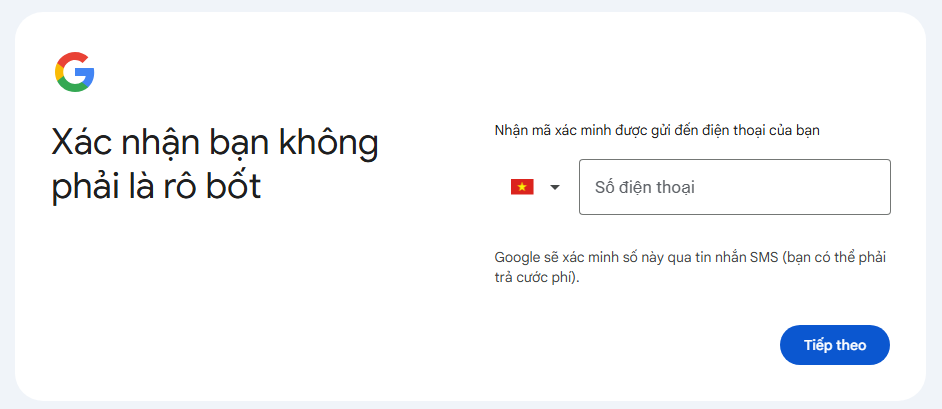 Xác nhận bạn không
phải là rô bốt
Nhận mã xác minh được gửi đến điện thoại của bạn
Số điện thoại
Google sẽ xác minh số này qua tin nhắn SMS (bạn có thể phải
trả cước phí).
Tiếp theo